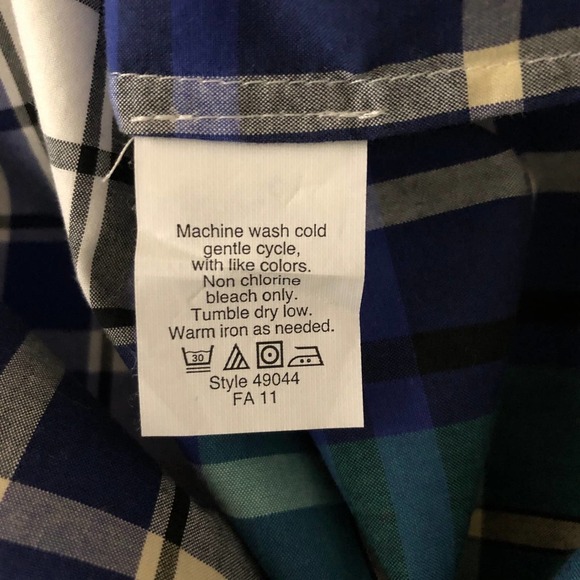 Machine wash cold
gentle cycle,
with like colors.
Non chlorine
bleach only.
Tumble dry low.
Warm iron as needed.
30
Style 49044
FA 11